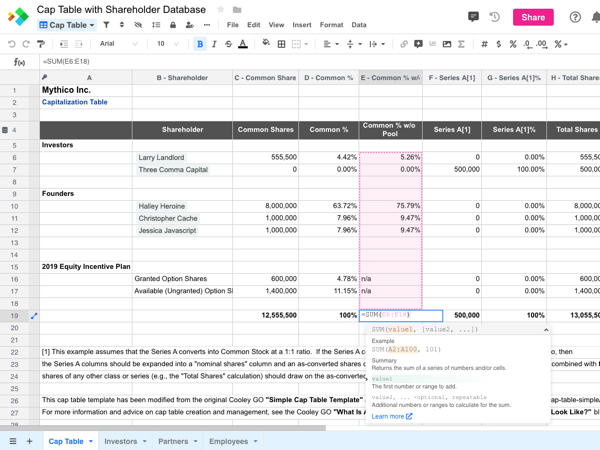 Cap Table with Shareholder Database
Cap Table
File Edit View Insert Format Data
Share
Arial 10 B I S A Σ # $ % .0 .00 %
f(x) =SUM(E6:E18)
A B - Shareholder C - Common Share D - Common % E - Common % w/ F - Series A[1] G - Series A[1]% H - Total Share
1 Mythico Inc.
2 Capitalization Table
3
4 Shareholder Common Shares Common % Common % w/o Pool Series A[1] Series A[1]% Total Shares
5 Investors
6 Larry Landlord 555,500 4.42% 5.26% 0 0.00% 555,5
7 Three Comma Capital 0 0.00% 0.00% 500,000 100.00% 500,0
8
9 Founders
10 Halley Heroine 8,000,000 63.72% 75.79% 0 0.00% 8,000,0
11 Christopher Cache 1,000,000 7.96% 9.47% 0 0.00% 1,000,0
12 Jessica Javascript 1,000,000 7.96% 9.47% 0 0.00% 1,000,0
13
14
15 2019 Equity Incentive Plan
16 Granted Option Shares 600,000 4.78% n/a 0 0.00% 600,0
17 Available (Ungranted) Option S 1,400,000 11.15% n/a 0 0.00% 1,400,0
18
19 12,555,500 100% =SUM(E6:E18) 500,000 100% 13,055,5
20
21
SUM(value1, [value2, ...])
Example
SUM(A2:A100, 101)
Summary
Returns the sum of a series of numbers and/or cells.
value1
The first number or range to add.
value2, ... -optional, repeatable
Additional numbers or ranges to calculate for the sum.
Learn more
22 [1] This example assumes that the Series A converts into Common Stock at a 1:1 ratio. If the Series A c o, then
23 the Series A columns should be expanded into a "nominal shares" column and an as-converted shares c combined with f
24 shares of any other class or series (e.g., the "Total Shares" calculation) should draw on the as-converted
25
26 This cap table template has been modified from the original Cooley GO "Simple Cap Table Template" ap-table-simple
27 For more information and advice on cap table creation and management, see the Cooley GO "What Is A Look Like?" bl
Cap Table Investors Partners Employees